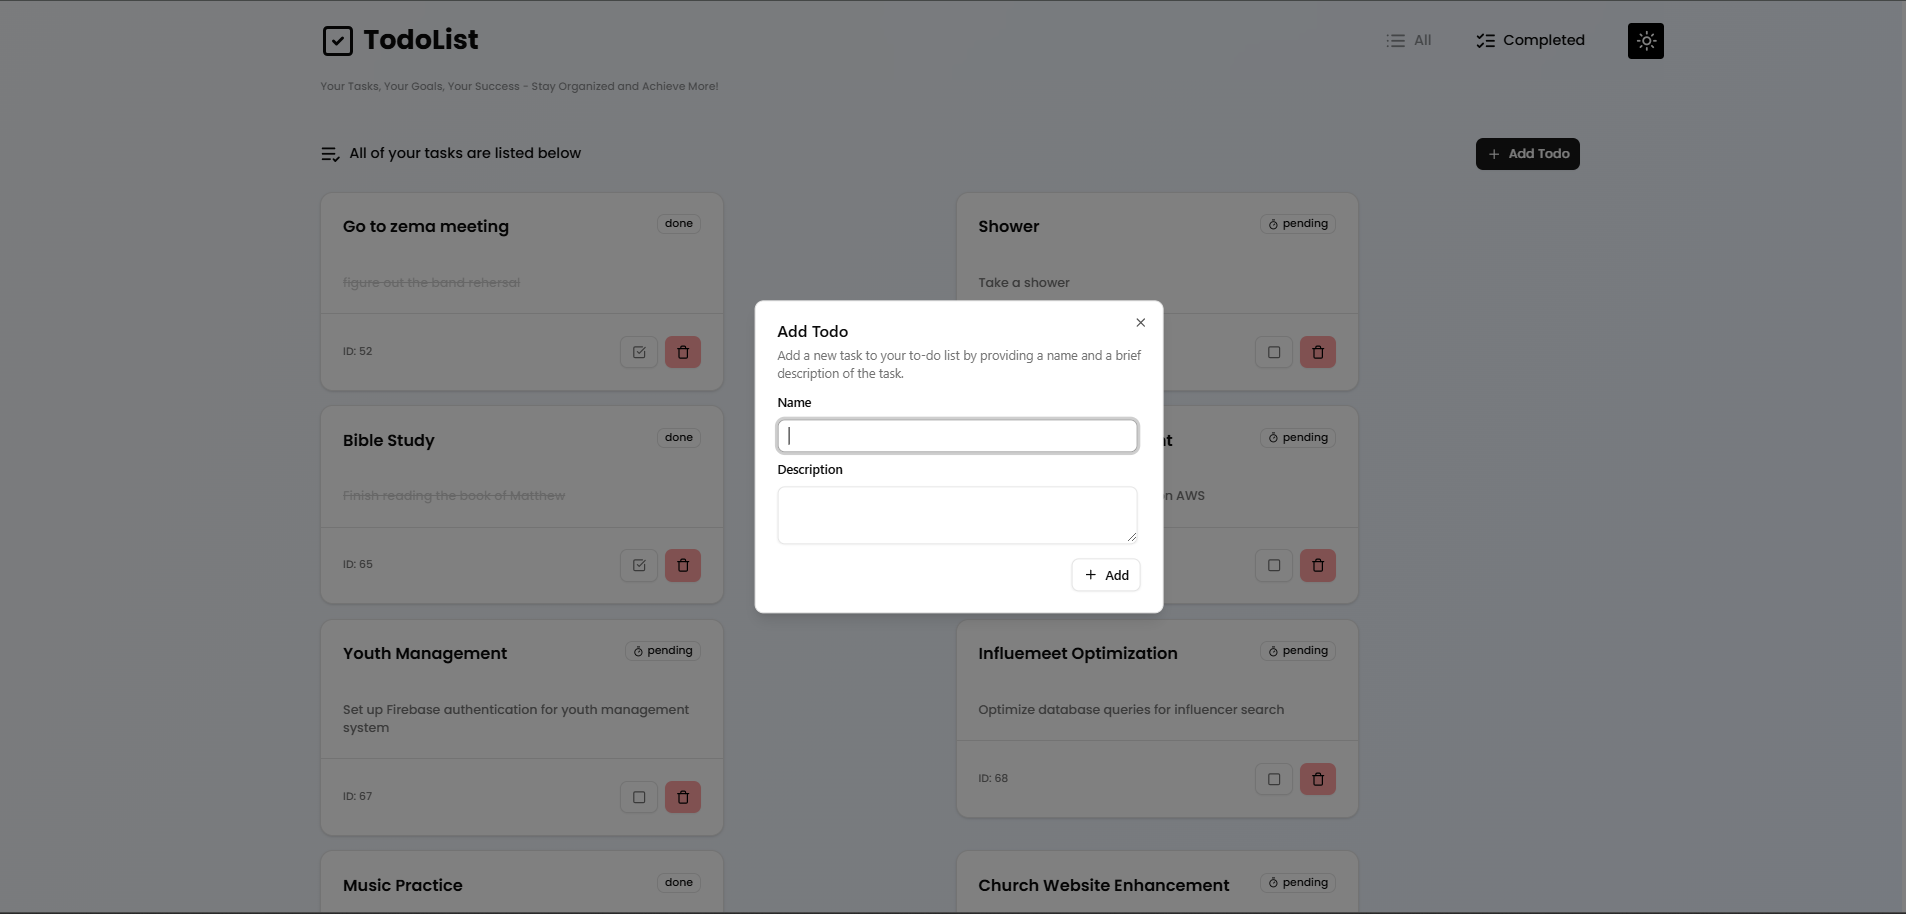 TodoList
All
Completed
Your Tasks, Your Goals, Your Success - Stay Organized and Achieve More!
All of your tasks are listed below
Add Todo
Go to zema meeting
done
figure out the band rehersal
ID: 52
Shower
pending
Take a shower
Add Todo
Add a new task to your to-do list by providing a name and a brief
description of the task.
Name
Description
Add
Bible Study
done
Finish reading the book of Matthew
ID: 65
pending
AWS
Youth Management
pending
Set up Firebase authentication for youth management
system
ID: 67
Influemeet Optimization
pending
Optimize database queries for influencer search
ID: 68
Music Practice
done
Church Website Enhancement
pending